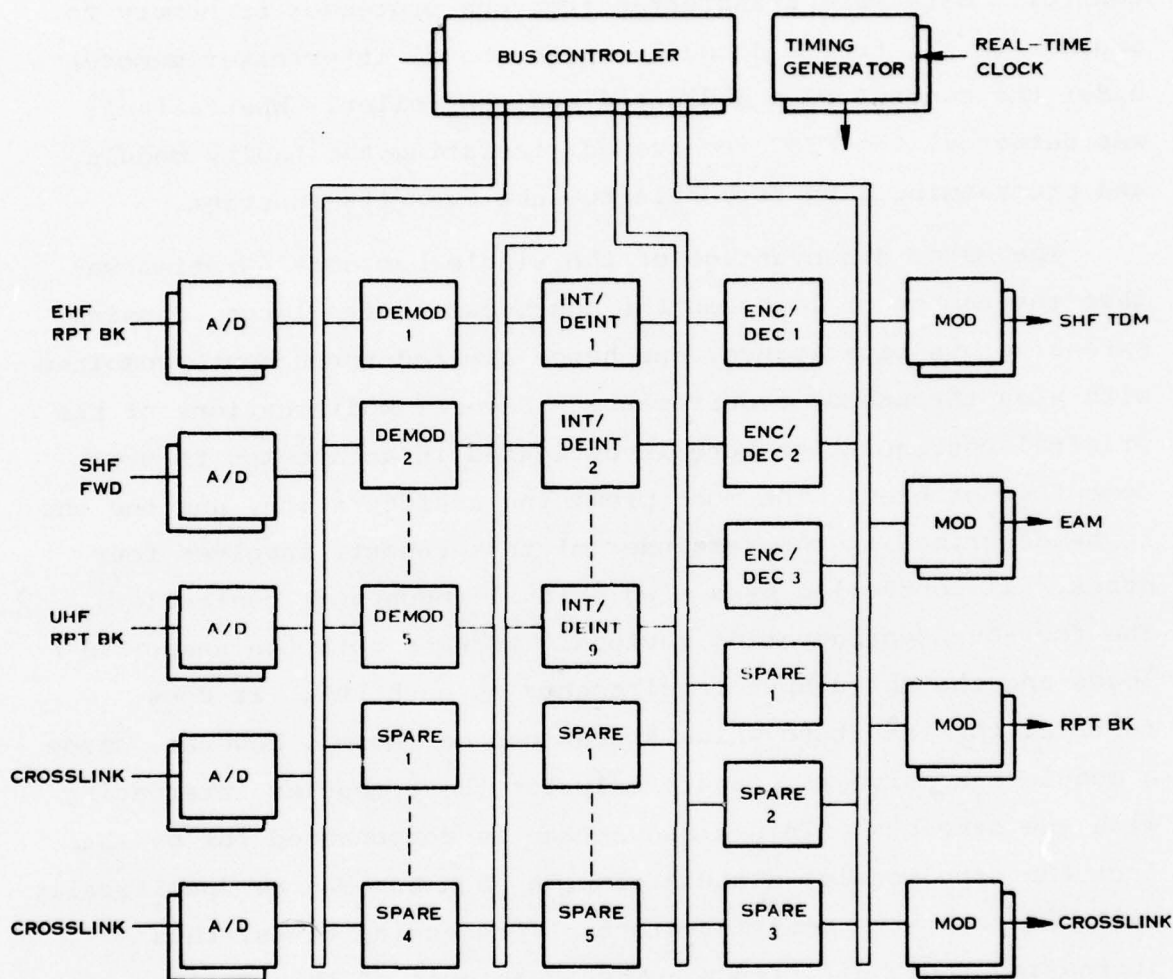 BUS CONTROLLER
TIMING
GENERATOR
REAL-TIME
CLOCK
EHF
RPT BK
A/D
DEMOD
1
INT/
DEINT
1
ENC/
DEC 1
MOD
SHF TDM
SHF
FWD
A/D
DEMOD
2
INT/
DEINT
2
ENC/
DEC 2
MOD
EAM
ENC/
DEC 3
UHF
RPT BK
A/D
DEMOD
5
INT/
DEINT
9
SPARE
1
MOD
RPT BK
CROSSLINK
A/D
SPARE
1
SPARE
1
SPARE
2
CROSSLINK
A/D
SPARE
4
SPARE
5
SPARE
3
MOD
CROSSLINK